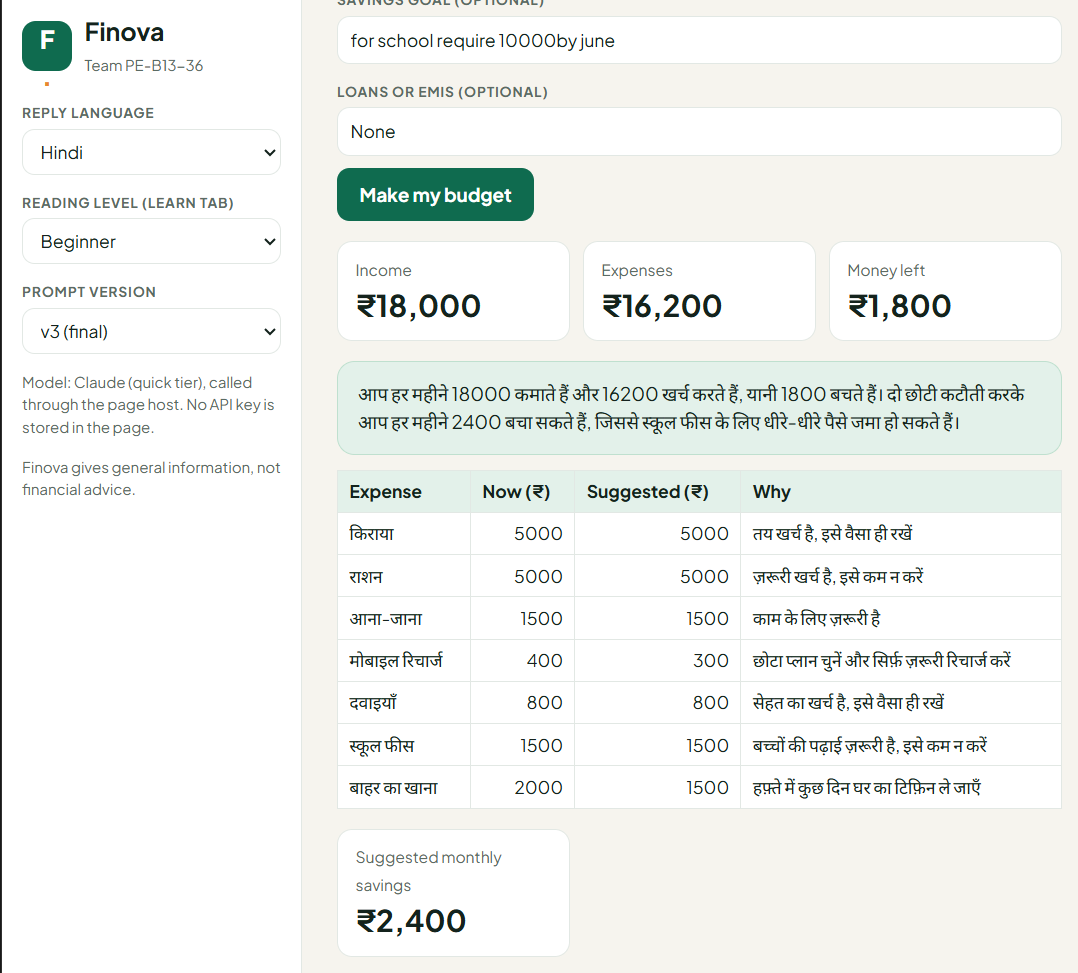 F
Finova
Team PE-B13-36
REPLY LANGUAGE
Hindi
READING LEVEL (LEARN TAB)
Beginner
PROMPT VERSION
v3 (final)
Model: Claude (quick tier), called
through the page host. No API key is
stored in the page.
Finova gives general information, not
financial advice.
SAVINGS GOAL (OPTIONAL)
for school require 10000by june
LOANS OR EMIS (OPTIONAL)
None
Make my budget
Income
₹18,000
Expenses
₹16,200
Money left
₹1,800
आप हर महीने 18000 कमाते हैं और 16200 खर्च करते हैं, यानी 1800 बचते हैं। दो छोटी कटौती करके
आप हर महीने 2400 बचा सकते हैं, जिससे स्कूल फीस के लिए धीरे-धीरे पैसे जमा हो सकते हैं।
Expense Now (₹) Suggested (₹) Why
किराया 5000 5000 तय खर्च है, इसे वैसा ही रखें
राशन 5000 5000 ज़रूरी खर्च है, इसे कम न करें
आना-जाना 1500 1500 काम के लिए ज़रूरी है
मोबाइल रिचार्ज 400 300 छोटा प्लान चुनें और सिर्फ़ ज़रूरी रिचार्ज करें
दवाइयाँ 800 800 सेहत का खर्च है, इसे वैसा ही रखें
स्कूल फीस 1500 1500 बच्चों की पढ़ाई ज़रूरी है, इसे कम न करें
बाहर का खाना 2000 1500 हफ़्ते में कुछ दिन घर का टिफ़िन ले जाएँ
Suggested monthly
savings
₹2,400